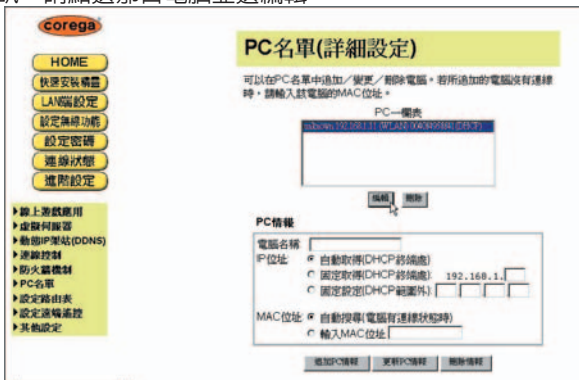 corega
HOME
快速安裝精靈
LAN端設定
設定無線功能
設定密碼
連線狀態
進階設定
線上遊戲應用
虛擬伺服器
動態IP架站(DDNS)
連線控制
防火牆機制
PC名單
設定路由表
設定遠端遙控
其他設定
PC名單(詳細設定)
可以在PC名單中追加／變更／刪除電腦。若所追加的電腦沒有連線
時，請輸入該電腦的MAC位址。
PC一欄表
編輯 刪除
PC情報
電腦名稱:
IP位址: 自動取得(DHCP終端處)
固定取得(DHCP終端處): 192.168.1.
固定設定(DHCP範圍外):
MAC位址: 自動搜尋(電腦有連線狀態時)
輸入MAC位址:
追加PC情報 更新PC情報 刪除情報